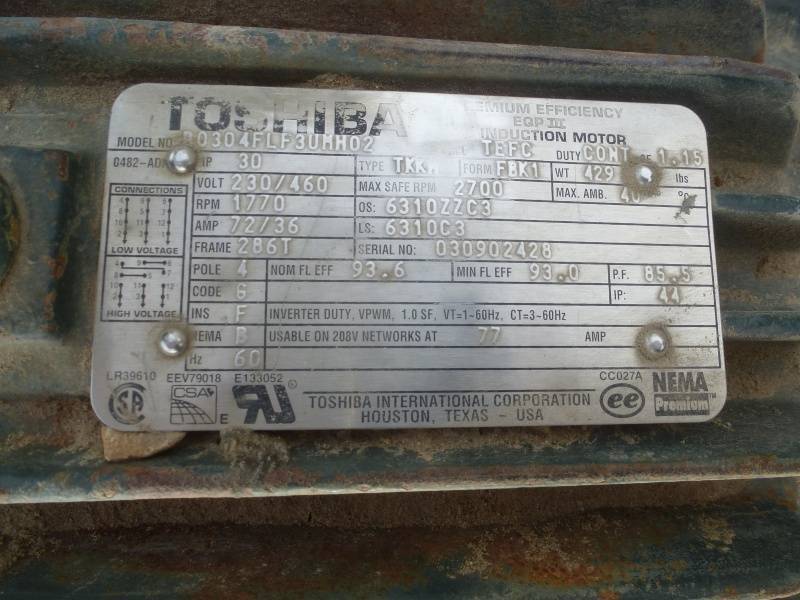 TOSHIBA
PREMIUM EFFICIENCY
EQP III
INDUCTION MOTOR
MODEL NO. B0304FLF3UMH02 TEFC DUTY CONT. SF 1.15
HP 30 TYPE FORM FBK1 WT 429 lbs
VOLT 230/460 MAX SAFE RPM 2700 MAX. AMB. 40 °C
RPM 1770 OS: 6310ZZC3
AMP 72/36 LS: 6310C3
FRAME 286T SERIAL NO: 030902428
POLE 4 NOM FL EFF 93.6 MIN FL EFF 93.0 P.F. 85.5
CODE G IP: 44
INS F INVERTER DUTY, VPWM, 1.0 SF, VT=1~60Hz, CT=3~60Hz
NEMA B USABLE ON 208V NETWORKS AT 77 AMP
Hz 60
CONNECTIONS
LOW VOLTAGE
HIGH VOLTAGE
LR39610 EEV79018 E133052 CC027A
SA CSA E UR ee NEMA
Premium™
TOSHIBA INTERNATIONAL CORPORATION
HOUSTON, TEXAS - USA